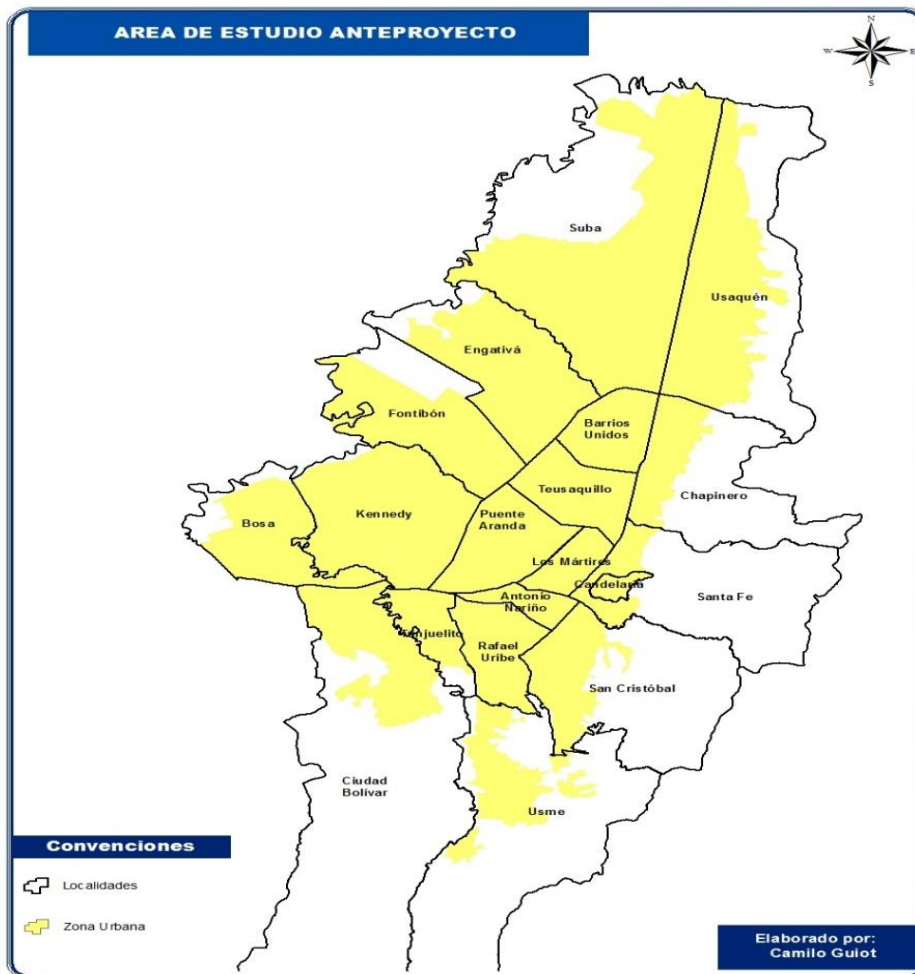 AREA DE ESTUDIO ANTEPROYECTO
N
W
E
S
Suba
Usaquén
Engativá
Fontibón
Barrios
Unidos
Teusaquillo
Chapinero
Kennedy
Bosa
Puente
Aranda
Los Mártires
Candelaria
Santa Fe
Antonio
Nariño
Tunjuelito
Rafael
Uribe
San Cristóbal
Ciudad
Bolívar
Usme
Convenciones
Localidades
Zona Urbana
Elaborado por:
Camilo Guiot